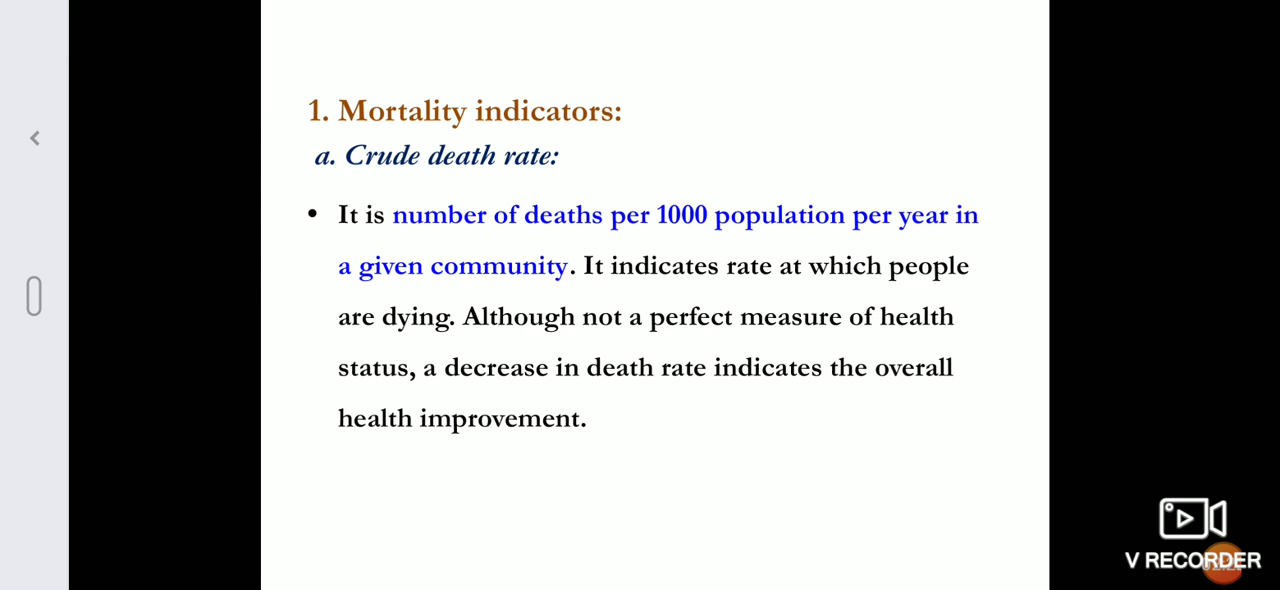 1. Mortality indicators:
a. Crude death rate:
• It is number of deaths per 1000 population per year in
a given community. It indicates rate at which people
are dying. Although not a perfect measure of health
status, a decrease in death rate indicates the overall
health improvement.
V RECORDER